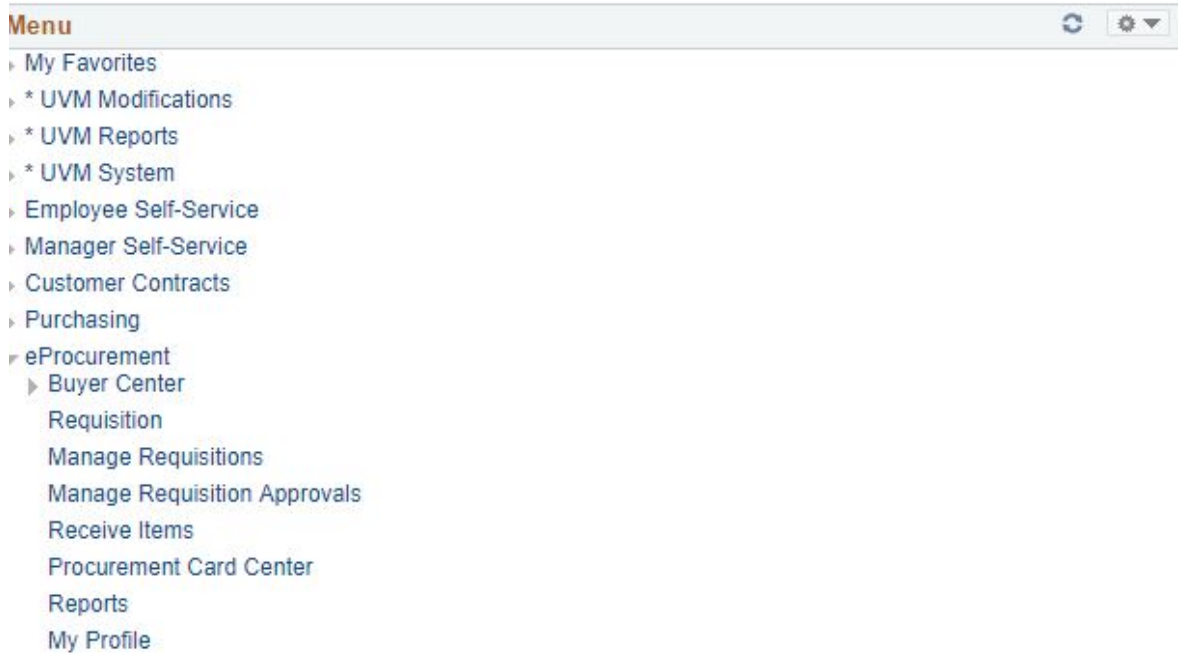 Menu
My Favorites
* UVM Modifications
* UVM Reports
* UVM System
Employee Self-Service
Manager Self-Service
Customer Contracts
Purchasing
eProcurement
Buyer Center
Requisition
Manage Requisitions
Manage Requisition Approvals
Receive Items
Procurement Card Center
Reports
My Profile